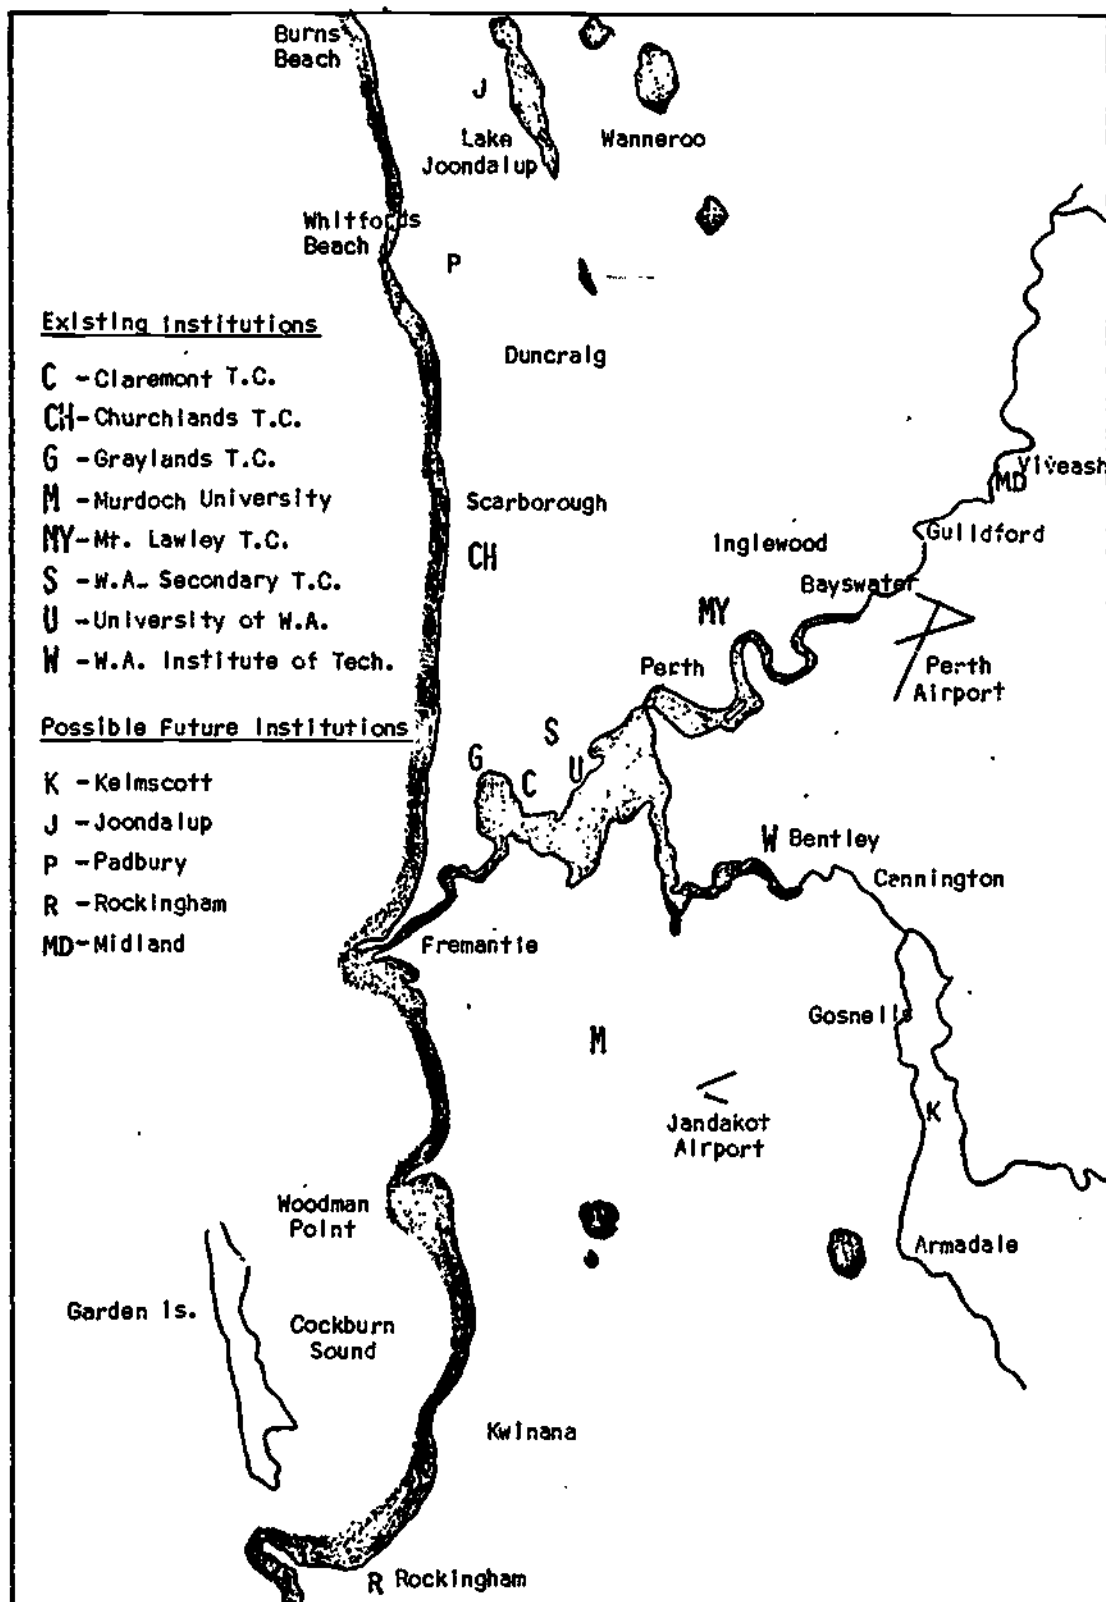 Burns
Beach
J
Lake
Joondalup
Wanneroo
Whitfords
Beach
P
Existing Institutions
Duncraig
C - Claremont T.C.
CH - Churchlands T.C.
G - Graylands T.C.
Viveash
MD
M - Murdoch University
Scarborough
MY - Mt. Lawley T.C.
Guildford
Inglewood
CH
S - W.A. Secondary T.C.
Bayswater
MY
U - University of W.A.
W - W.A. Institute of Tech.
Perth
Perth
Airport
Possible Future Institutions
S
G
U
C
K - Kelmscott
J - Joondalup
W Bentley
P - Padbury
Cannington
R - Rockingham
MD - Midland
Fremantle
Gosnells
M
K
Jandakot
Airport
Woodman
Point
Armadale
Garden Is.
Cockburn
Sound
Kwinana
R Rockingham